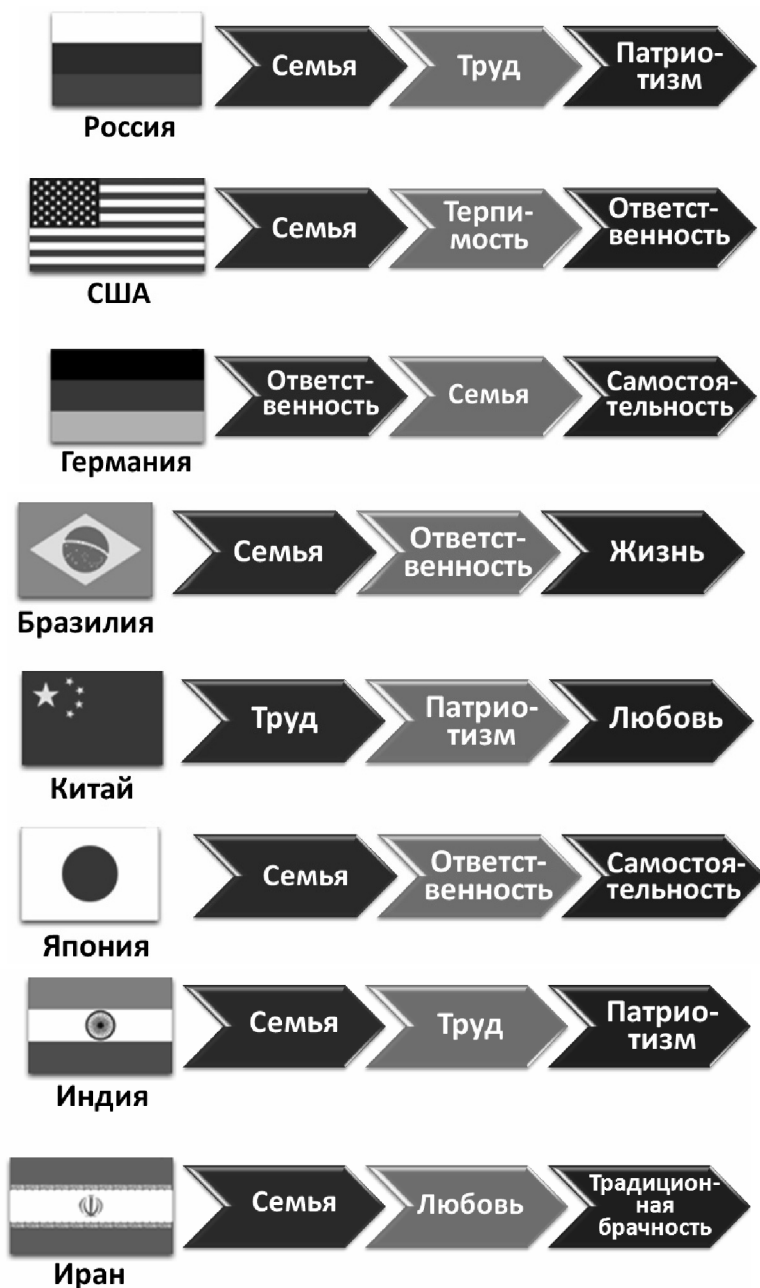 Семья
Труд
Патрио-
тизм
Россия
Семья
Терпи-
мость
Ответст-
венность
США
Ответст-
венность
Семья
Самостоя-
тельность
Германия
Семья
Ответст-
венность
Жизнь
Бразилия
Труд
Патрио-
тизм
Любовь
Китай
Семья
Ответст-
венность
Самостоя-
тельность
Япония
Семья
Труд
Патрио-
тизм
Индия
Семья
Любовь
Традицион-
ная
брачность
Иран